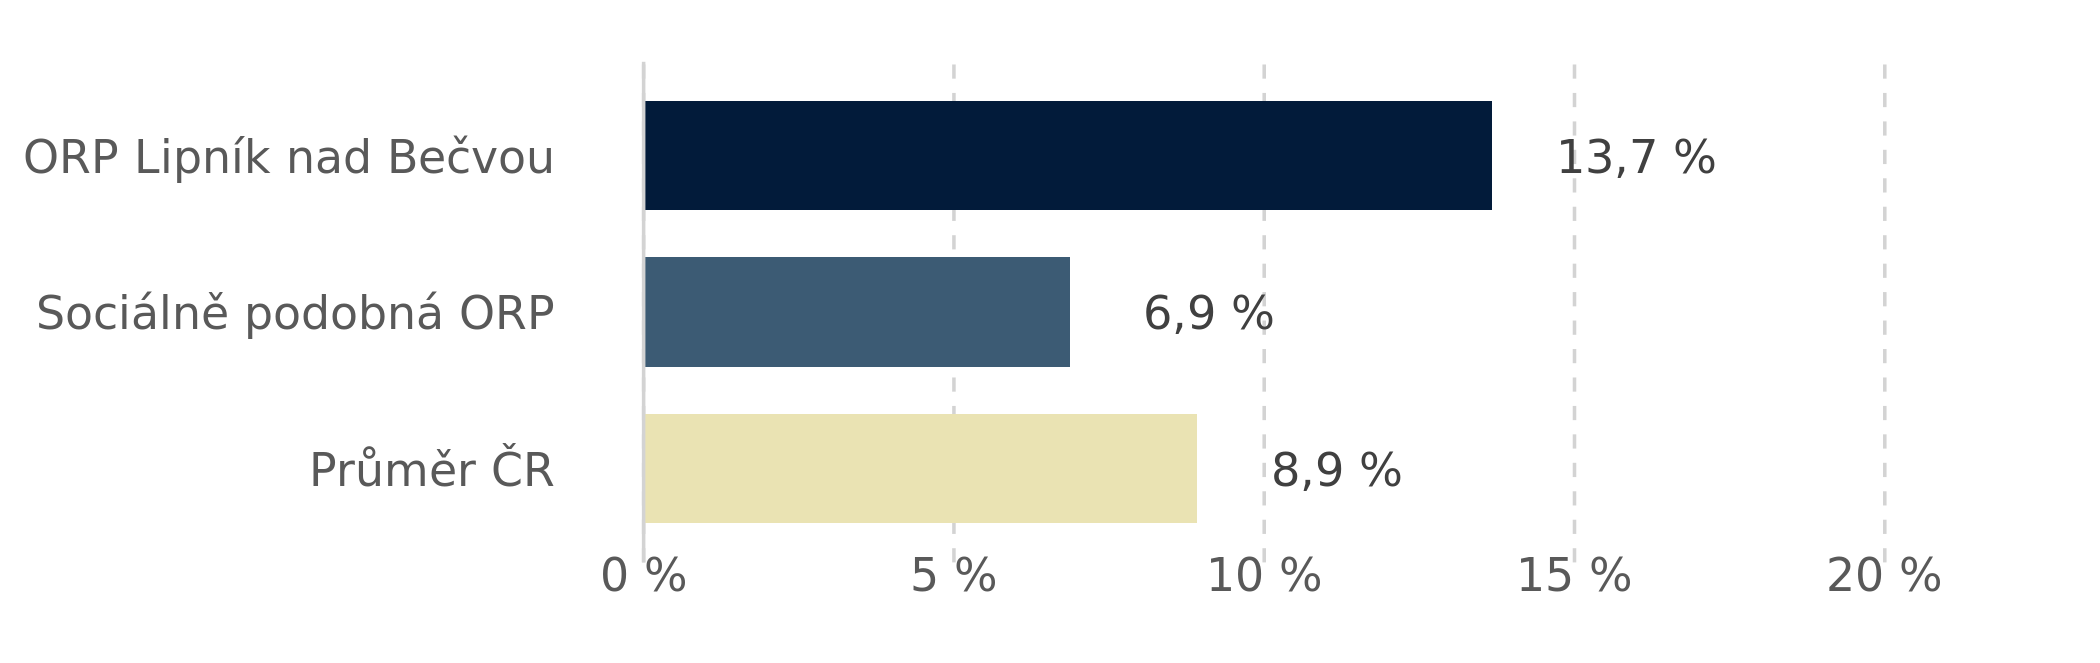 ORP Lipník nad Bečvou 13,7 %
Sociálně podobná ORP 6,9 %
Průměr ČR 8,9 %
0 % 5 % 10 % 15 % 20 %